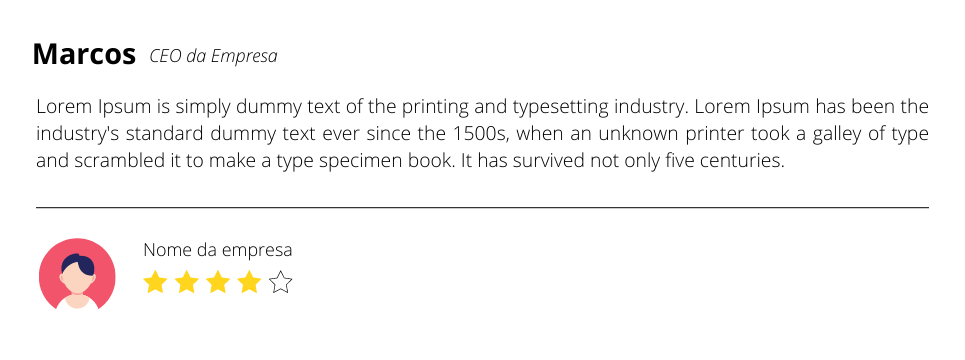 Marcos CEO da Empresa
Lorem Ipsum is simply dummy text of the printing and typesetting industry. Lorem Ipsum has been the
industry's standard dummy text ever since the 1500s, when an unknown printer took a galley of type
and scrambled it to make a type specimen book. It has survived not only five centuries.
Nome da empresa